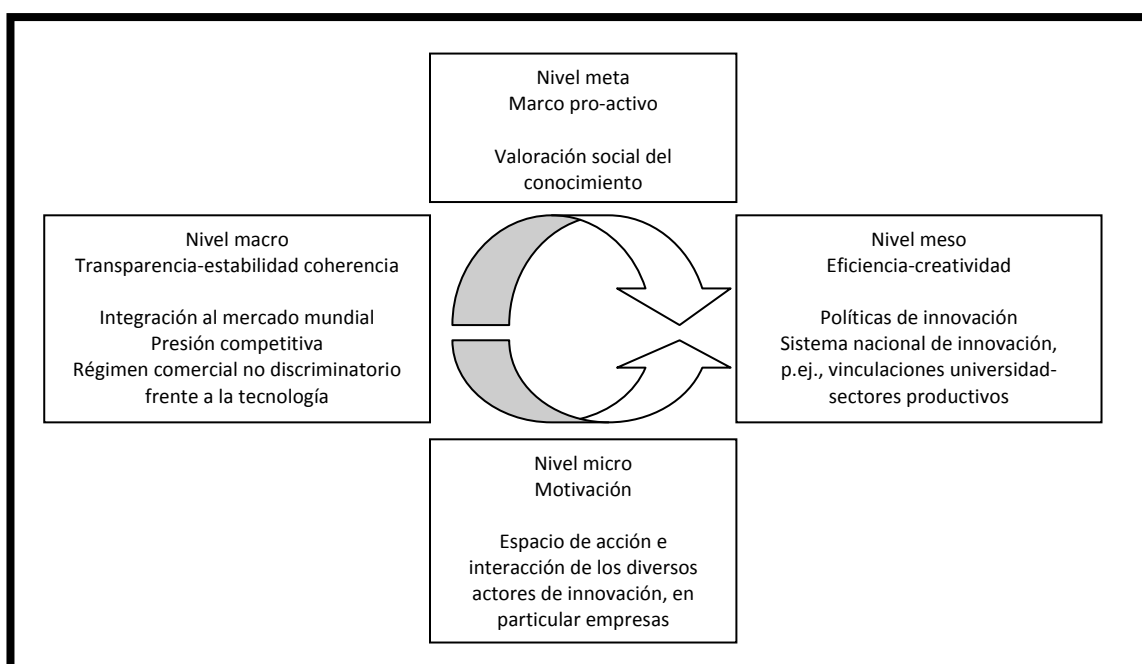 Nivel meta
Marco pro-activo
Valoración social del
conocimiento
Nivel macro
Transparencia-estabilidad coherencia
Integración al mercado mundial
Presión competitiva
Régimen comercial no discriminatorio
frente a la tecnología
Nivel meso
Eficiencia-creatividad
Políticas de innovación
Sistema nacional de innovación,
p.ej., vinculaciones universidad-
sectores productivos
Nivel micro
Motivación
Espacio de acción e
interacción de los diversos
actores de innovación, en
particular empresas